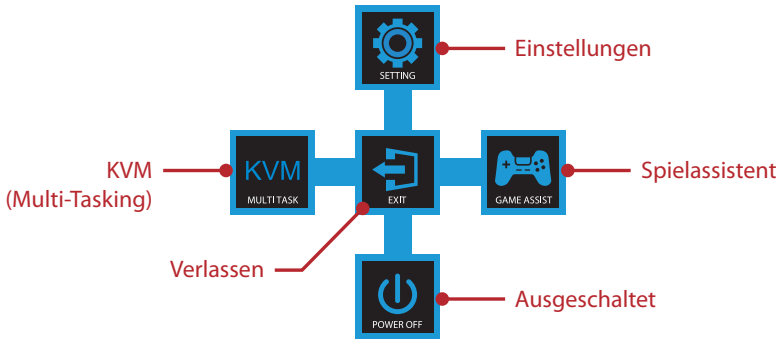 SETTING
Einstellungen
KVM
(Multi-Tasking)
KVM
MULTI TASK
EXIT
GAME ASSIST
Spielassistent
Verlassen
POWER OFF
Ausgeschaltet